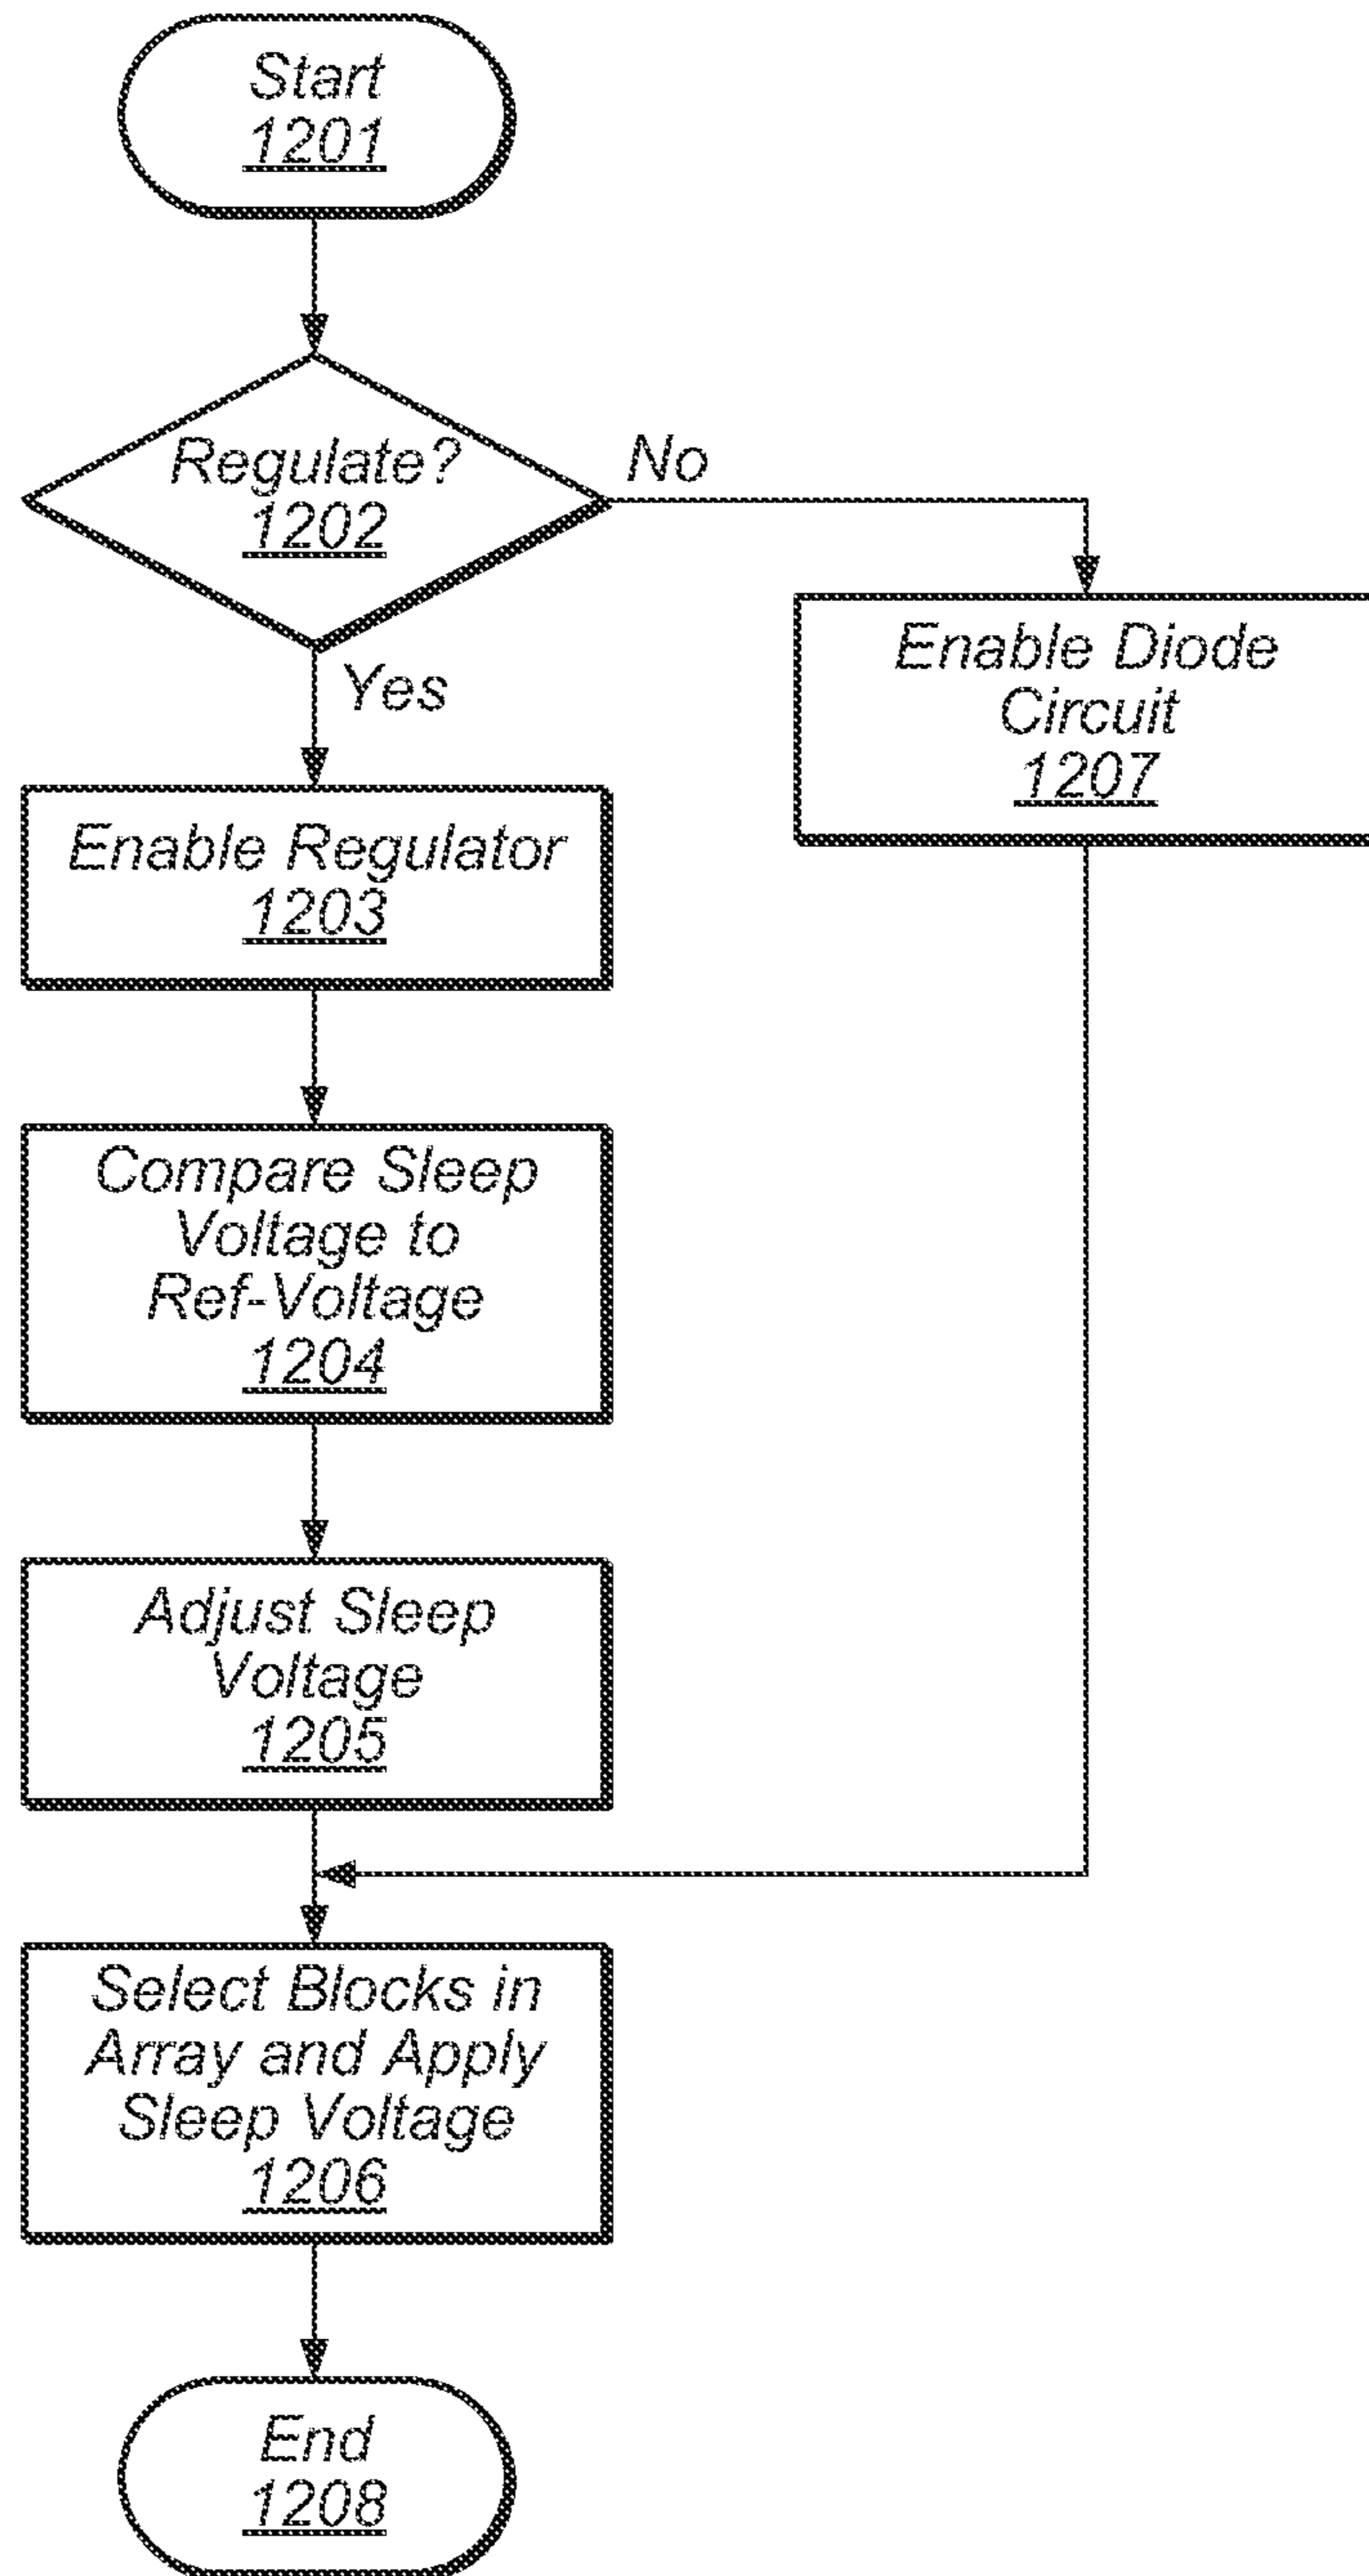 Start
1201
Regulate?
1202
No
Yes
Enable Diode
Circuit
1207
Enable Regulator
1203
Compare Sleep
Voltage to
Ref-Voltage
1204
Adjust Sleep
Voltage
1205
Select Blocks in
Array and Apply
Sleep Voltage
1206
End
1208